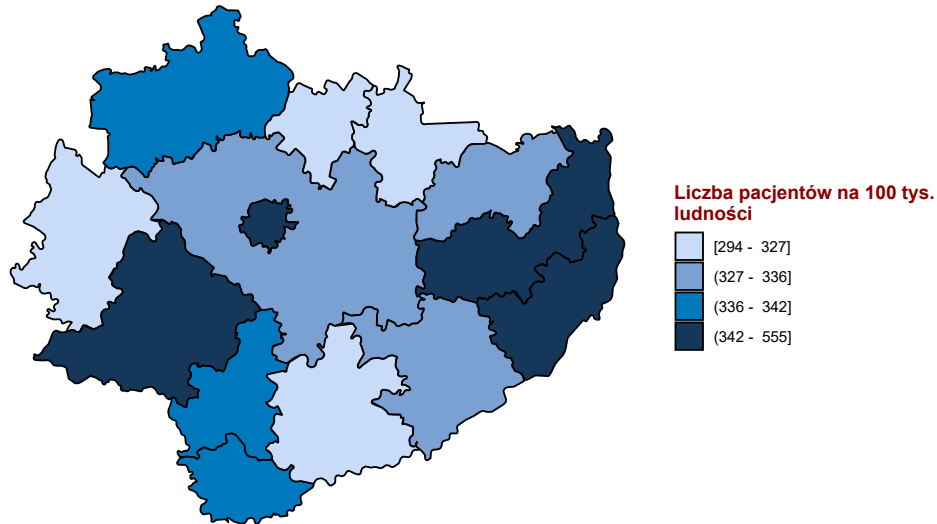 Liczba pacjentów na 100 tys.
ludności
[294 - 327]
(327 - 336]
(336 - 342]
(342 - 555]